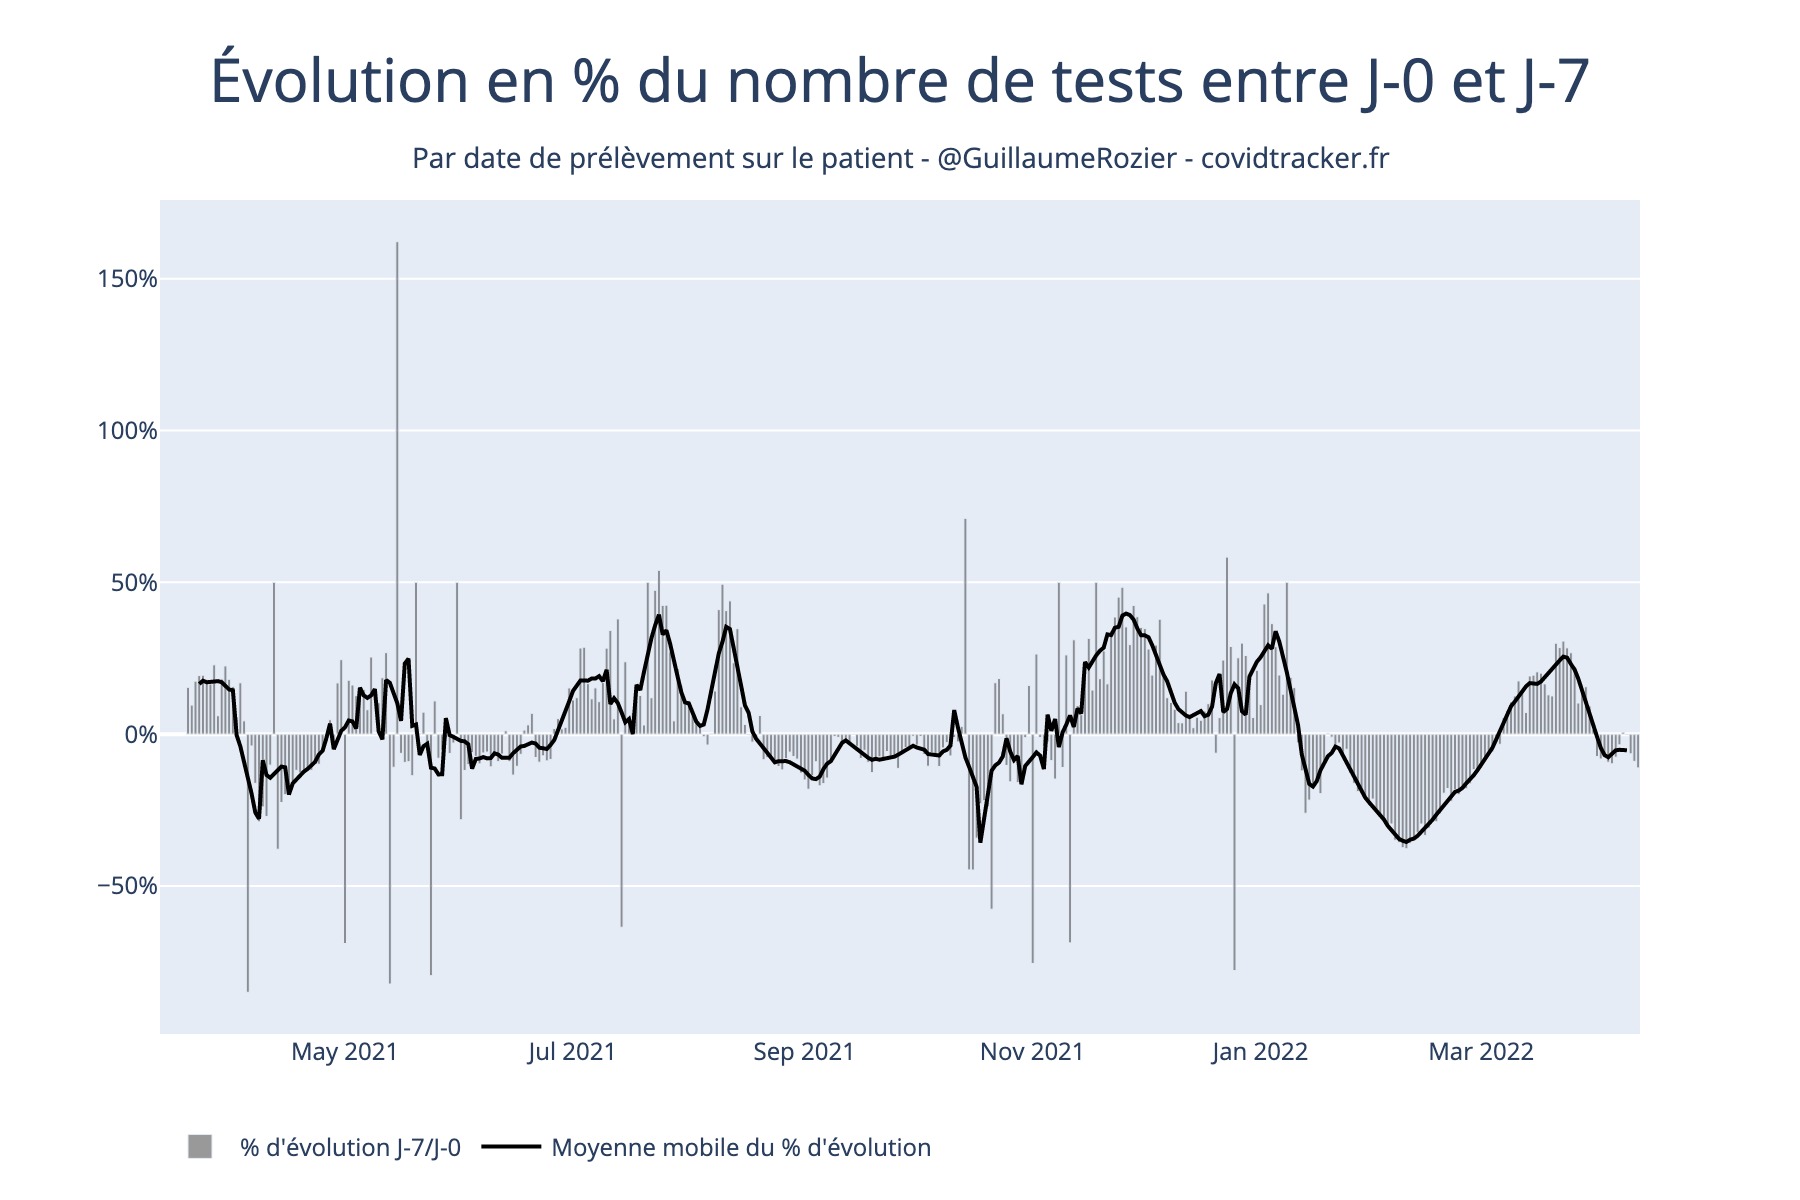 Évolution en % du nombre de tests entre J-0 et J-7
Par date de prélèvement sur le patient - @GuillaumeRozier - covidtracker.fr
150%
100%
50%
0%
−50%
May 2021 Jul 2021 Sep 2021 Nov 2021 Jan 2022 Mar 2022
% d'évolution J-7/J-0 Moyenne mobile du % d'évolution